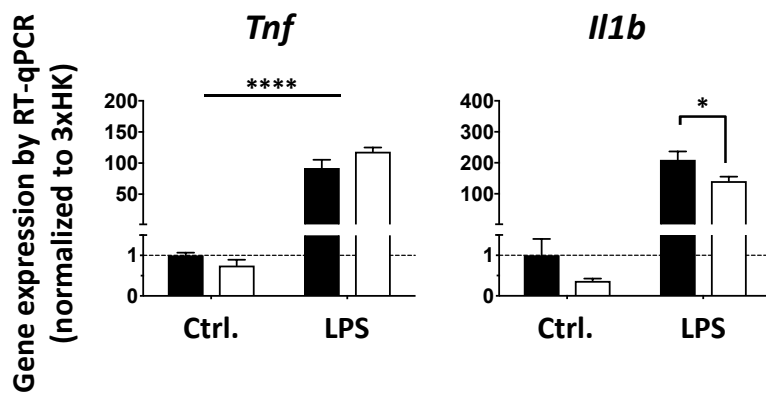 Gene expression by RT-qPCR
(normalized to 3xHK)
Tnf
****
200
150
100
50
1
0
Ctrl. LPS
Il1b
*
400
300
200
100
1
0
Ctrl. LPS